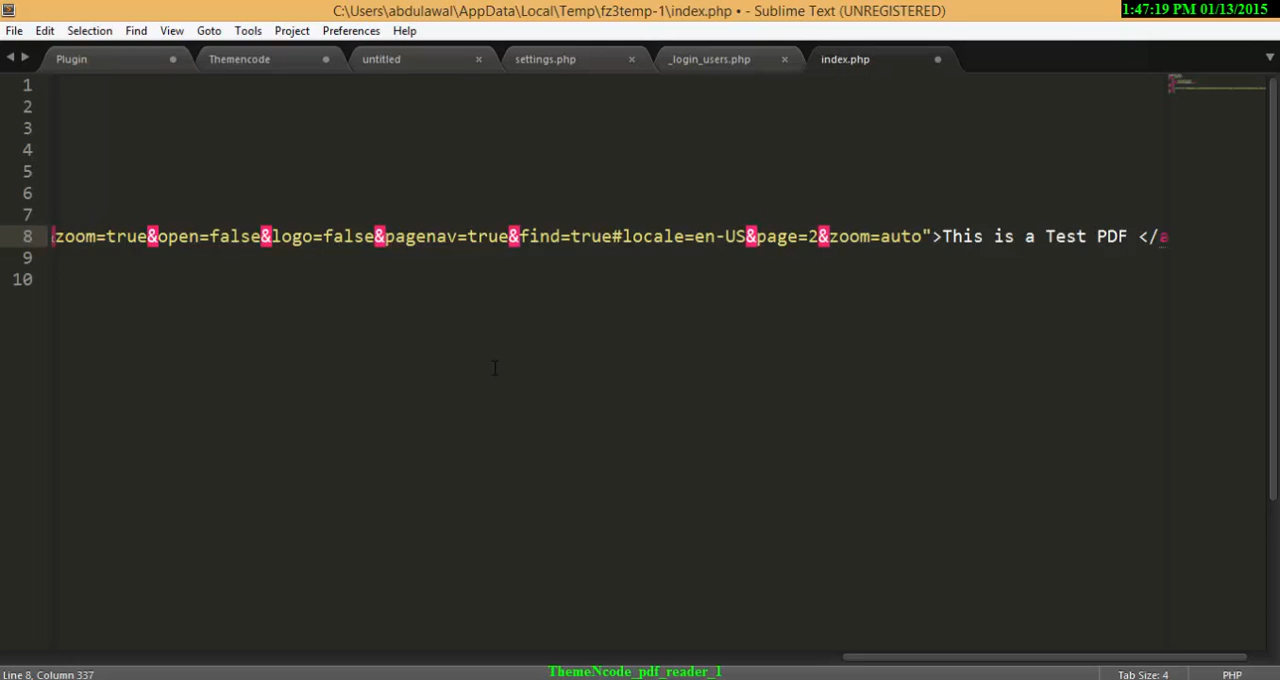 C:\Users\abdulawal\AppData\Local\Temp\fz3temp-1\index.php • - Sublime Text (UNREGISTERED)
1:47:19 PM 01/13/2015
File Edit Selection Find View Goto Tools Project Preferences Help
Plugin Themencode untitled settings.php _login_users.php index.php
1
2
3
4
5
6
7
8 &zoom=true&open=false&logo=false&pagenav=true&find=true#locale=en-US&page=2&zoom=auto">This is a Test PDF </a
9
10
Line 8, Column 337
ThemeNcode_pdf_reader_1
Tab Size: 4 PHP